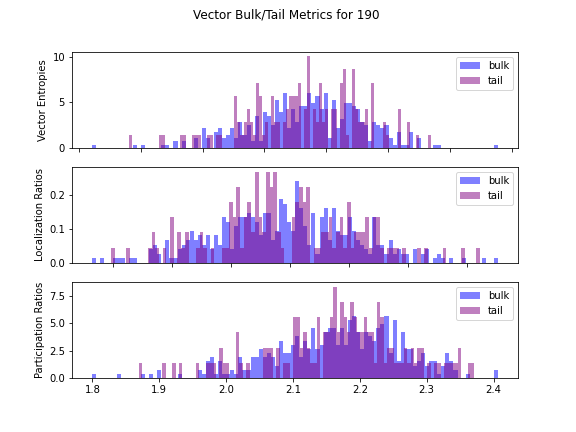 Vector Bulk/Tail Metrics for 190
10
5
0
Vector Entropies
bulk
tail
0.2
0.1
0.0
Localization Ratios
bulk
tail
7.5
5.0
2.5
0.0
Participation Ratios
bulk
tail
1.8 1.9 2.0 2.1 2.2 2.3 2.4